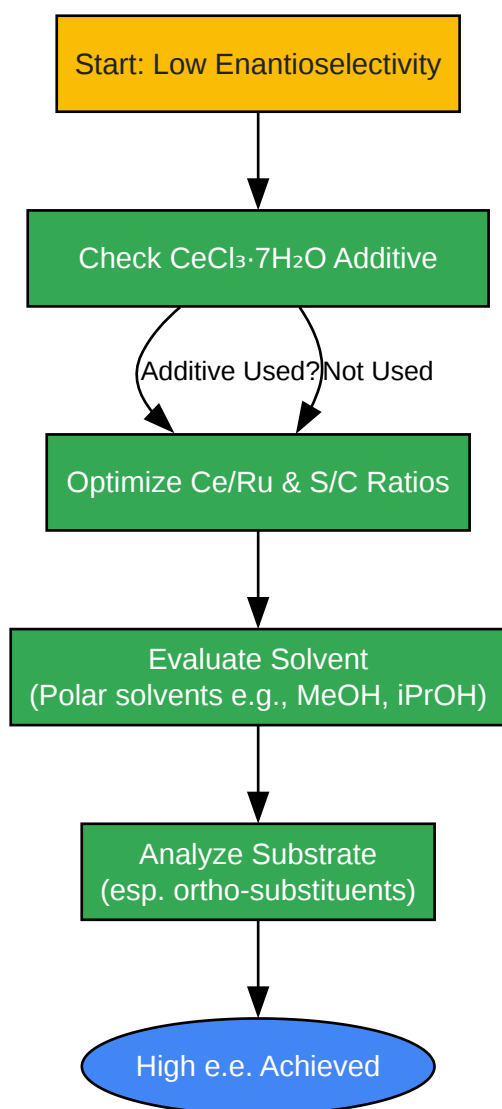 Start: Low Enantioselectivity
Check CeCl₃·7H₂O Additive
Additive Used?
Not Used
Optimize Ce/Ru & S/C Ratios
Evaluate Solvent
(Polar solvents e.g., MeOH, iPrOH)
Analyze Substrate
(esp. ortho-substituents)
High e.e. Achieved